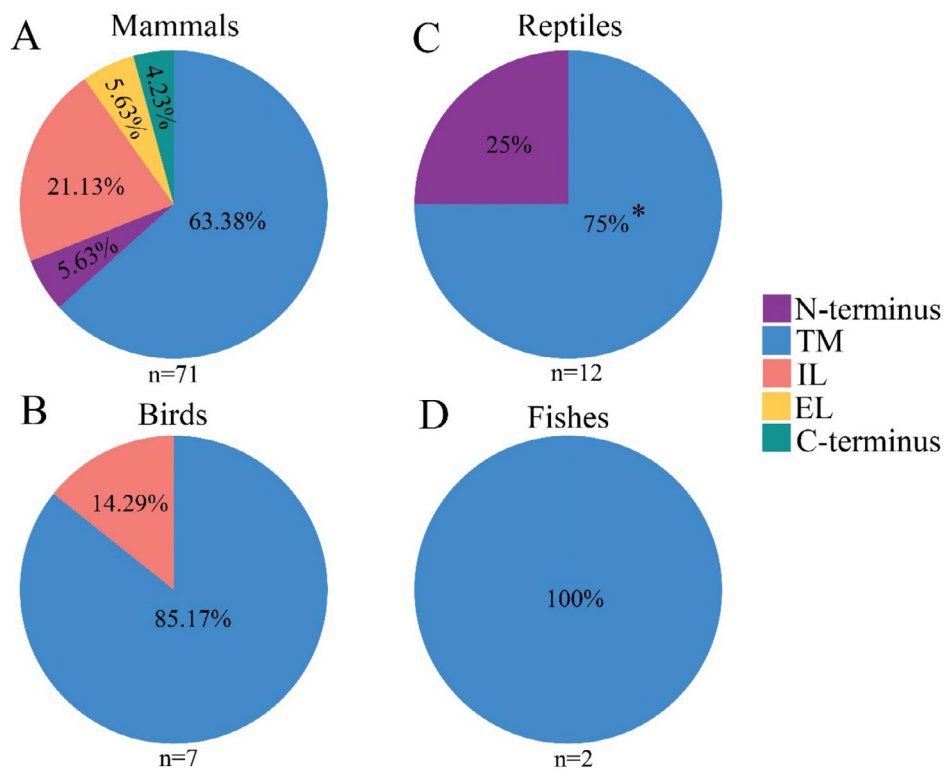 A
Mammals
4.23%
5.63%
21.13%
63.38%
5.63%
n=71
C
Reptiles
25%
75%*
n=12
N-terminus
TM
IL
EL
C-terminus
B
Birds
14.29%
85.17%
n=7
D
Fishes
100%
n=2